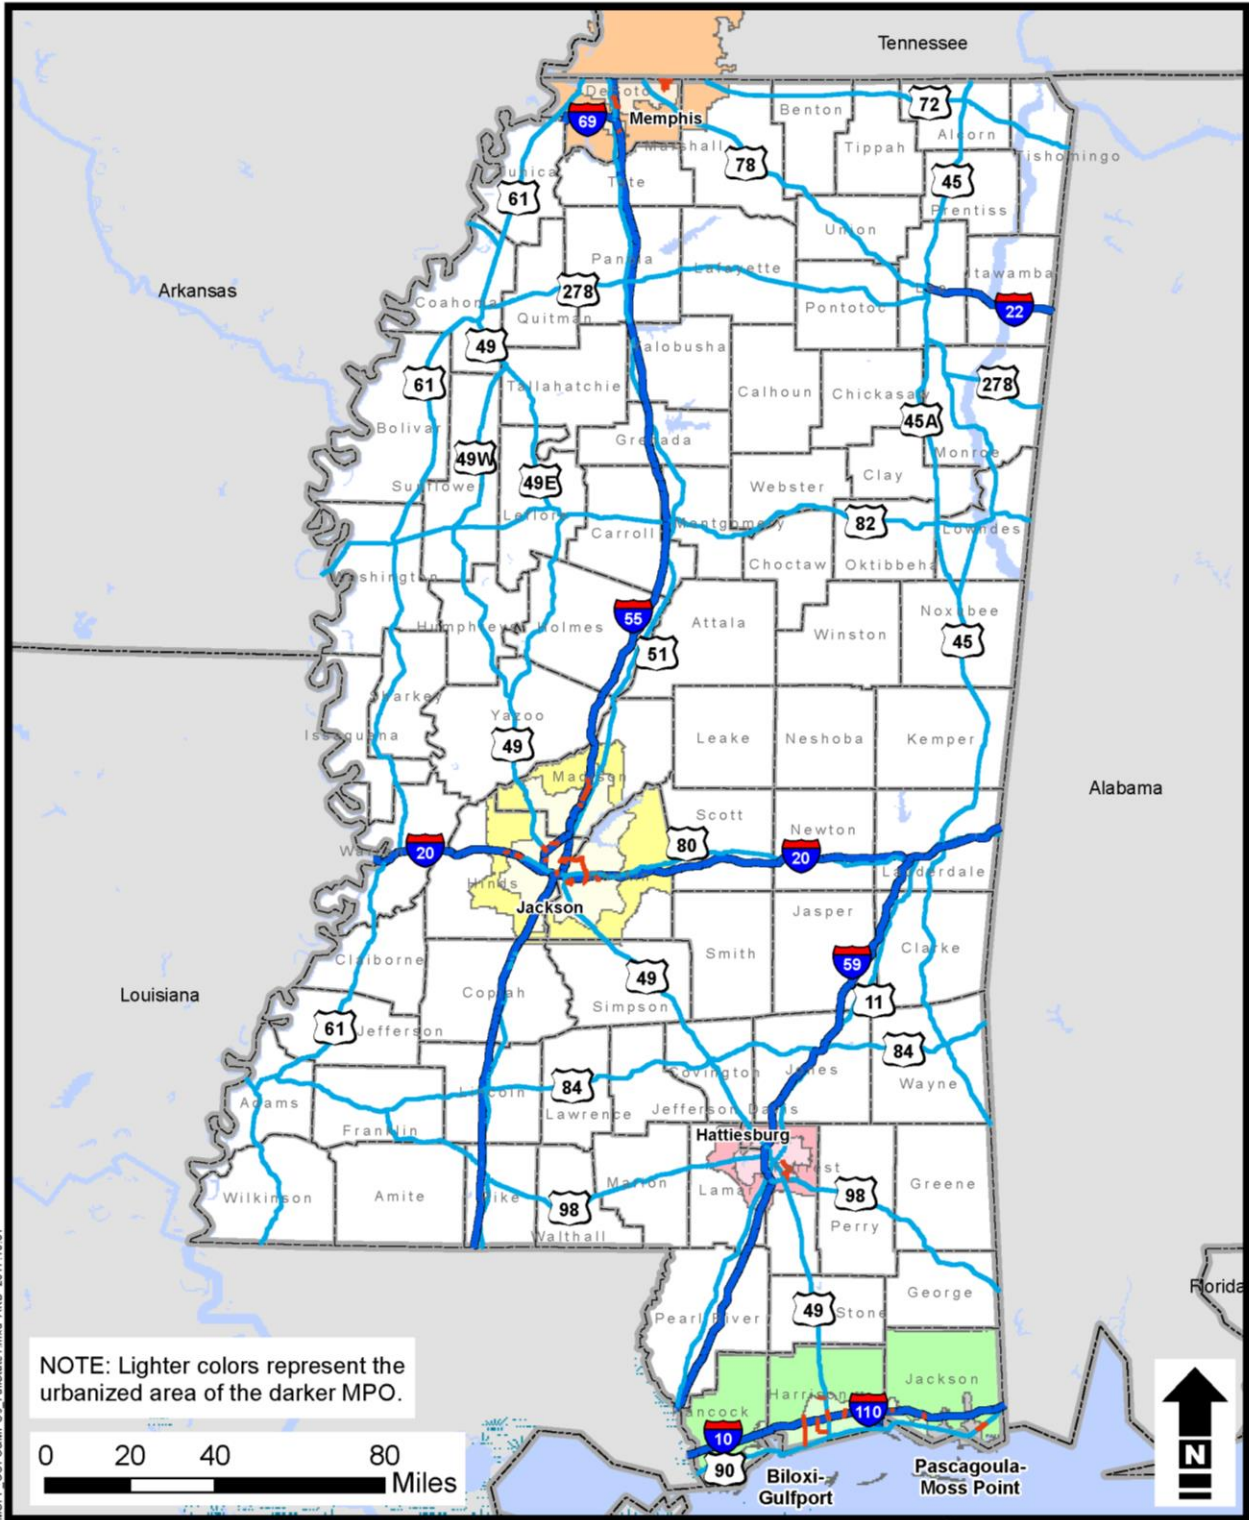 Tennessee
DeSoto
Memphis
Benton
72
Alcorn
69
Marshall
Tippah
Tishomingo
78
45
Tunica
61
Tate
Prentiss
Union
Panola
Lafayette
Itawamba
Arkansas
278
Lee
22
Coahoma
Quitman
Pontotoc
49
Yalobusha
61
Tallahatchie
Calhoun
Chickasaw
278
45A
Bolivar
Grenada
Monroe
49W
49E
Clay
Sunflower
Webster
Leflore
Montgomery
82
Lowndes
Carroll
Choctaw
Oktibbeha
Washington
55
Noxubee
Humphreys
Holmes
Attala
Winston
51
45
Sharkey
Yazoo
Issaquena
49
Leake
Neshoba
Kemper
Madison
Alabama
Scott
Newton
80
20
20
Warren
Lauderdale
Hinds
Jackson
Jasper
Clarke
Smith
Claiborne
59
49
Louisiana
Copiah
11
Simpson
61
Jefferson
84
Covington
Jones
Lincoln
84
Wayne
Adams
Lawrence
Jefferson Davis
Franklin
Hattiesburg
Forrest
Marion
Lamar
Greene
Wilkinson
Amite
Pike
98
98
Walthall
Perry
Florida
George
49
Stone
Pearl River
NOTE: Lighter colors represent the
urbanized area of the darker MPO.
Jackson
Harrison
Hancock
110
10
0 20 40 80
Miles
90
Biloxi-
Gulfport
Pascagoula-
Moss Point
N